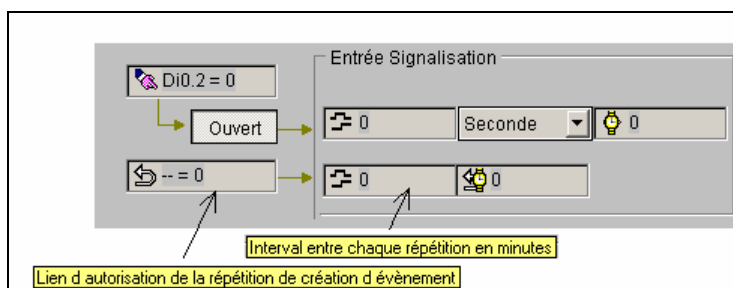 Entrée Signalisation
Di0.2 = 0
Ouvert
0
Seconde
0
-- = 0
0
0
Interval entre chaque répétition en minutes
Lien d autorisation de la répétition de création d évènement